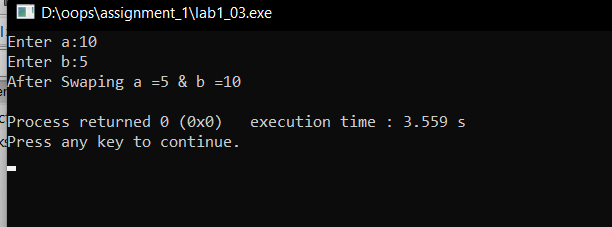 D:\oops\assignment_1\lab1_03.exe
Enter a:10
Enter b:5
After Swaping a =5 & b =10
Process returned 0 (0x0)   execution time : 3.559 s
Press any key to continue.